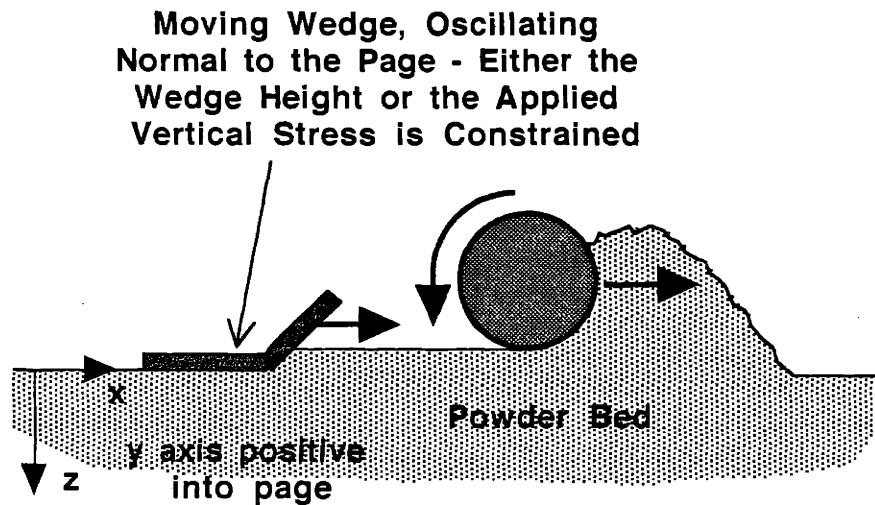 Moving Wedge, Oscillating
Normal to the Page - Either the
Wedge Height or the Applied
Vertical Stress is Constrained
x
Powder Bed
y axis positive
into page
z